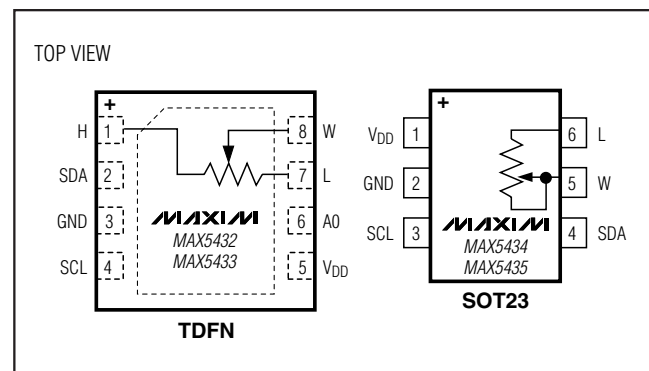 TOP VIEW
+
H 1 8 W
SDA 2 7 L
GND 3 6 A0
SCL 4 5 VDD
MAXIM
MAX5432
MAX5433
TDFN
+
VDD 1 6 L
GND 2 5 W
SCL 3 4 SDA
MAXIM
MAX5434
MAX5435
SOT23